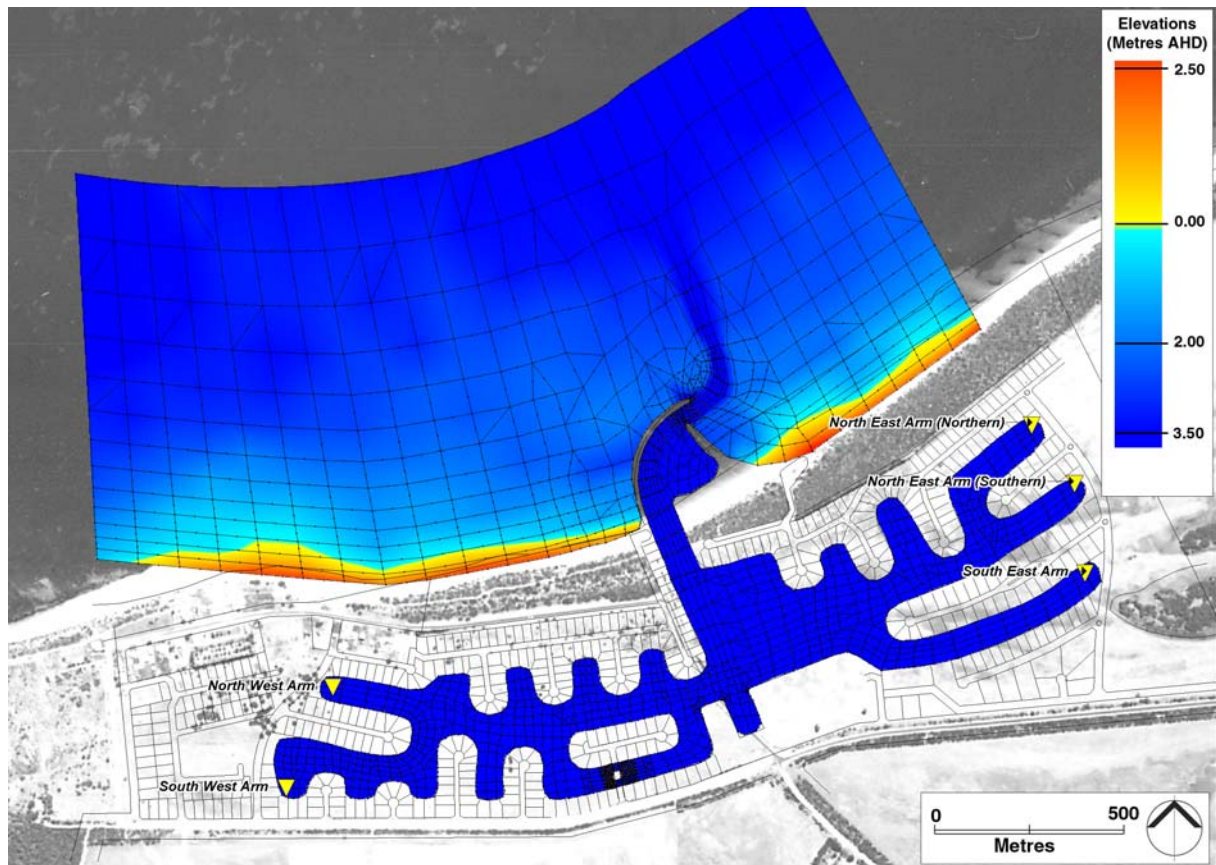 Elevations
(Metres AHD)
2.50
0.00
2.00
3.50
North East Arm (Northern)
North East Arm (Southern)
South East Arm
North West Arm
South West Arm
0
500
Metres